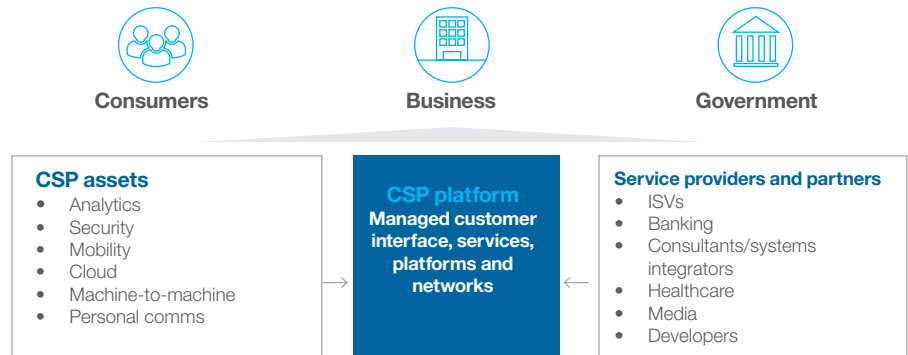 Consumers
Business
Government
CSP assets
• Analytics
• Security
• Mobility
• Cloud
• Machine-to-machine
• Personal comms
CSP platform
Managed customer
interface, services,
platforms and
networks
Service providers and partners
• ISVs
• Banking
• Consultants/systems
integrators
• Healthcare
• Media
• Developers